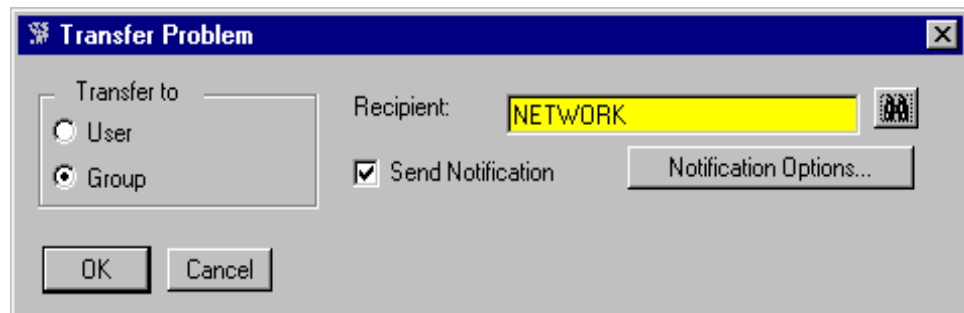 Transfer Problem
Transfer to
User
Group
Recipient:
NETWORK
Send Notification
Notification Options...
OK
Cancel